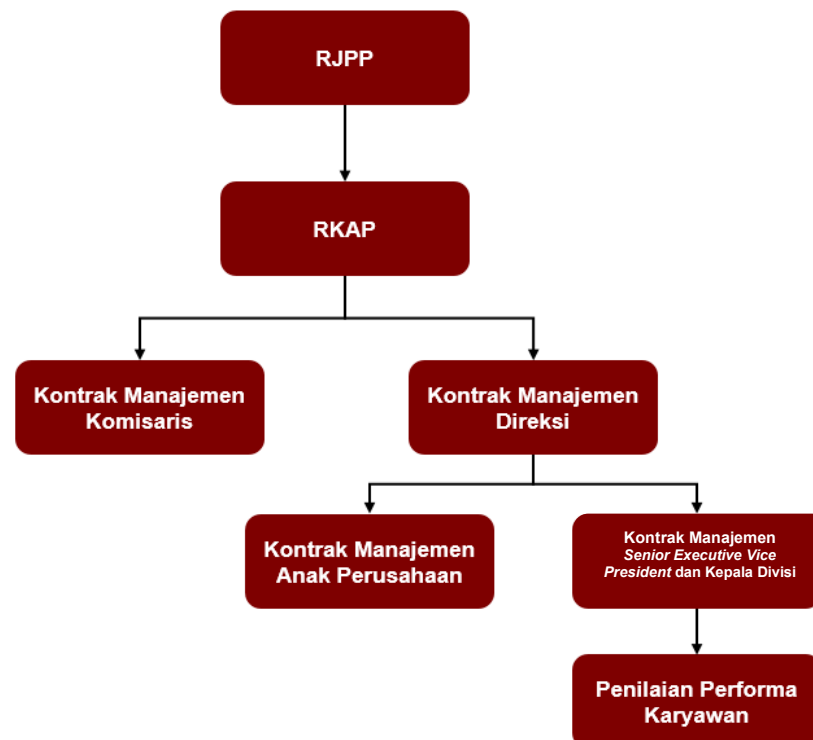 RJPP
RKAP
Kontrak Manajemen
Komisaris
Kontrak Manajemen
Direksi
Kontrak Manajemen
Anak Perusahaan
Kontrak Manajemen
Senior Executive Vice
President dan Kepala Divisi
Penilaian Performa
Karyawan